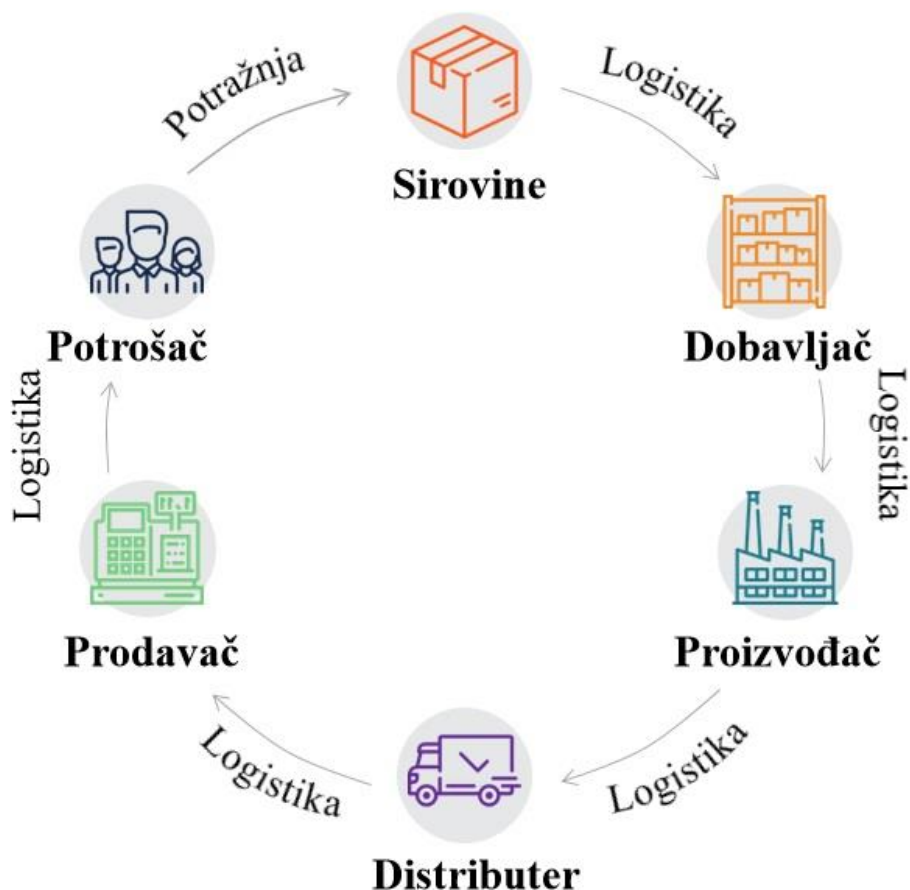 Sirovine
Logistika
Dobavljač
Logistika
Proizvođač
Logistika
Distributer
Logistika
Prodavač
Logistika
Potrošač
Potražnja